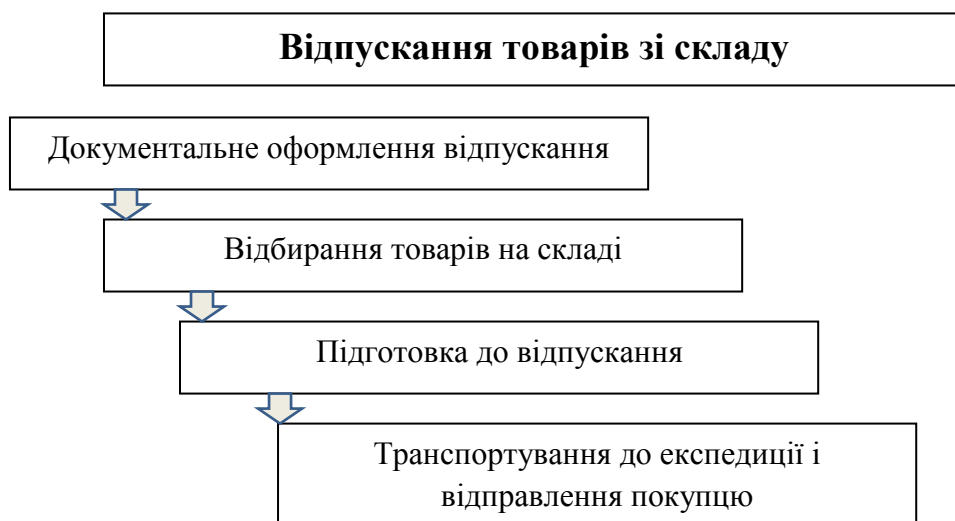 Відпускання товарів зі складу
Документальне оформлення відпускання
Відбирання товарів на складі
Підготовка до відпускання
Транспортування до експедиції і
відправлення покупцю